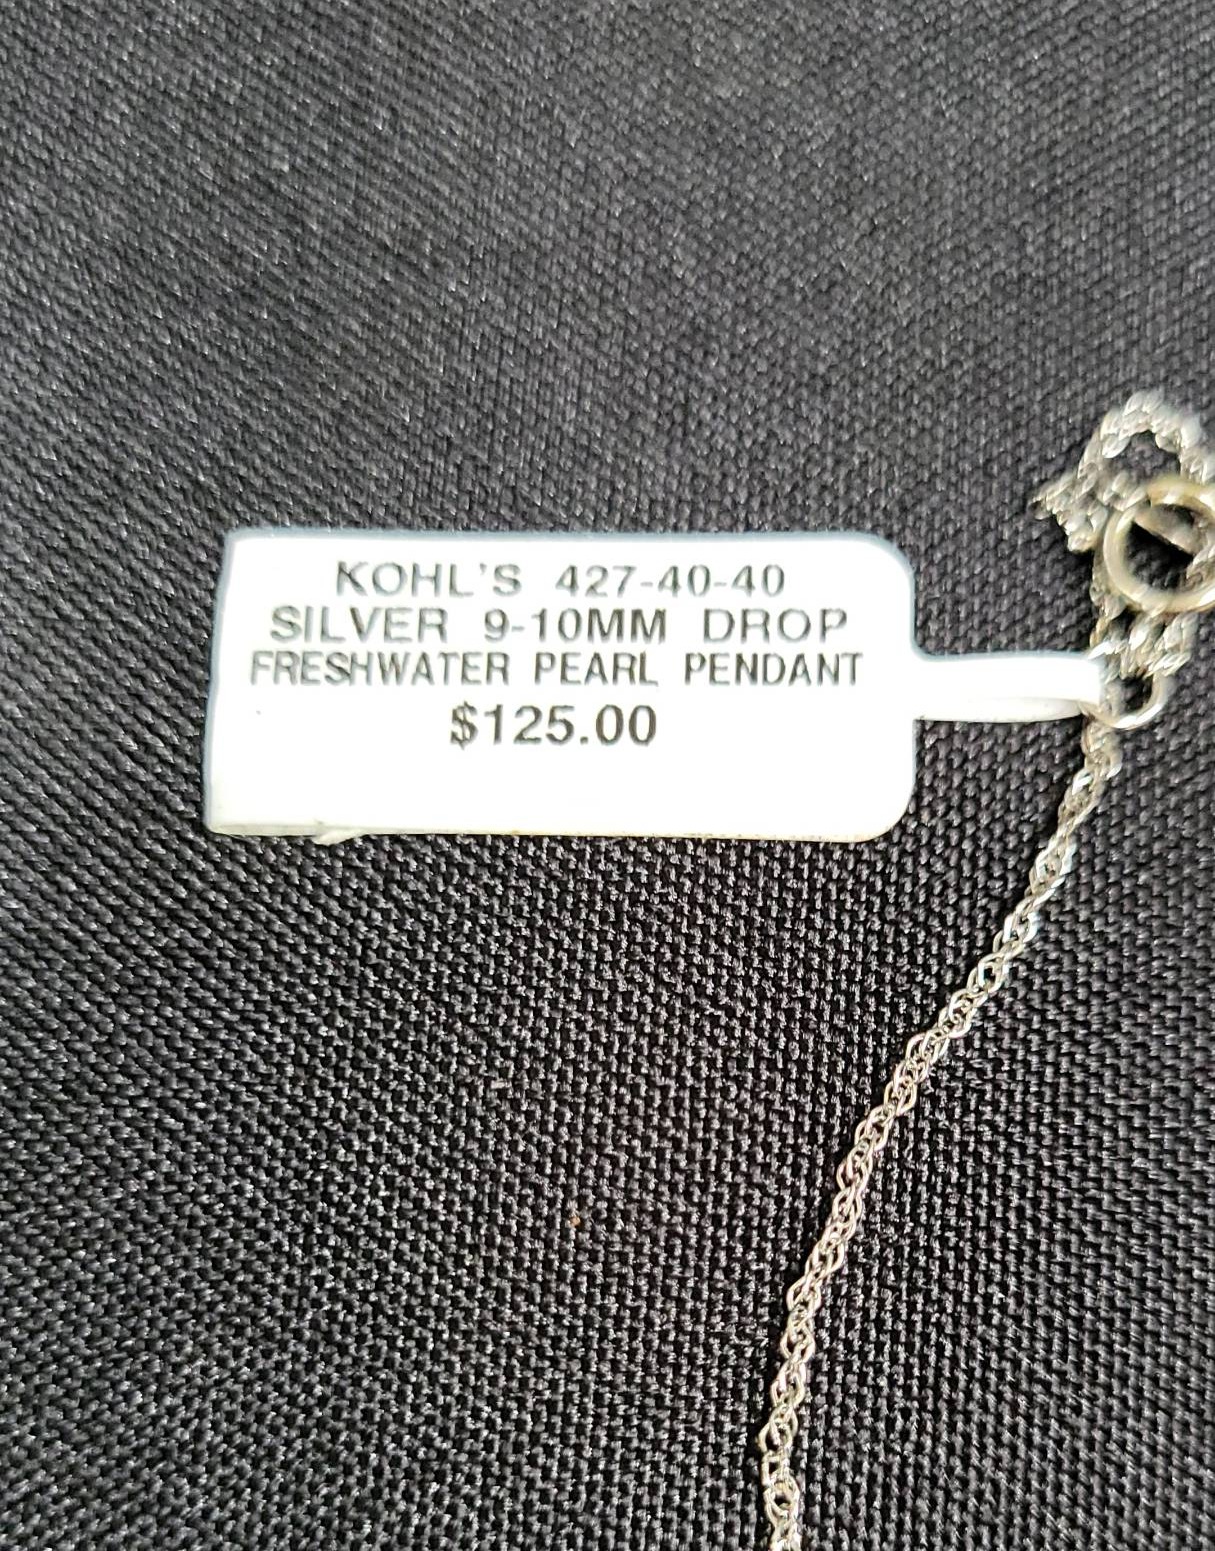 KOHL'S 427-40-40
SILVER 9-10MM DROP
FRESHWATER PEARL PENDANT
$125.00